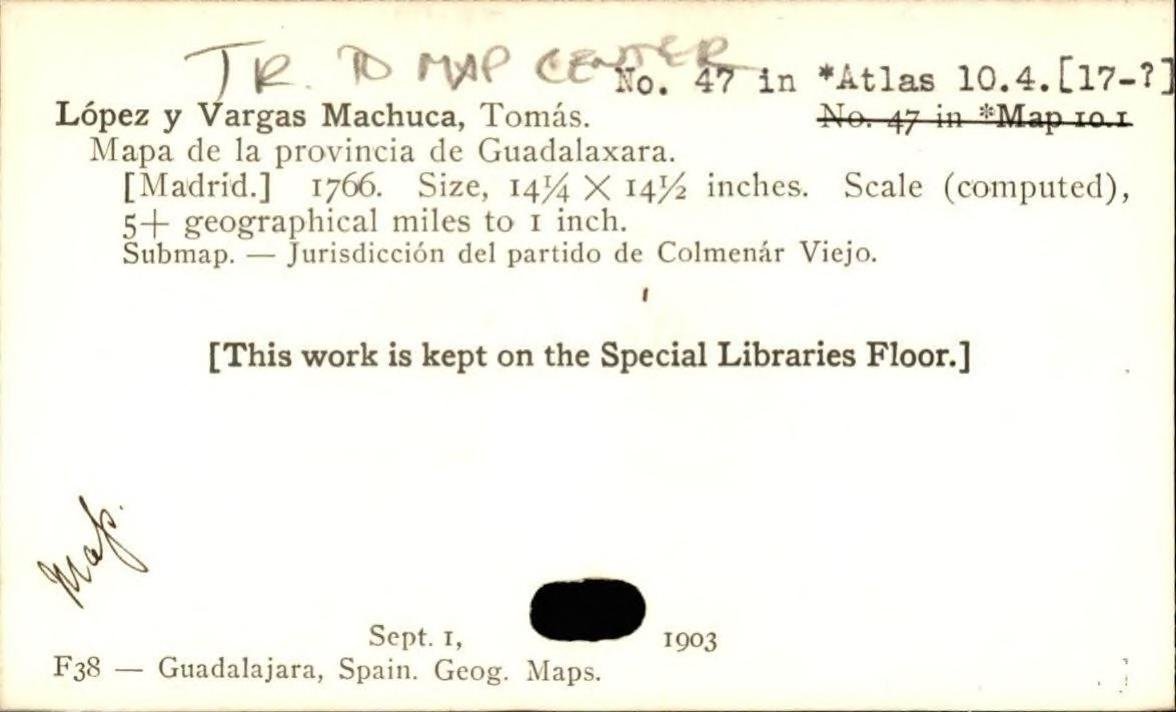 TR. TO MAP CENTER
No. 47 in *Atlas 10.4.[17-?]
López y Vargas Machuca, Tomás.
No. 47 in *Map 10.1
Mapa de la provincia de Guadalaxara.
[Madrid.] 1766. Size, 14¼ X 14½ inches. Scale (computed),
5+ geographical miles to 1 inch.
Submap. — Jurisdicción del partido de Colmenár Viejo.
[This work is kept on the Special Libraries Floor.]
Map.
Sept. 1, 1903
F38 — Guadalajara, Spain. Geog. Maps.